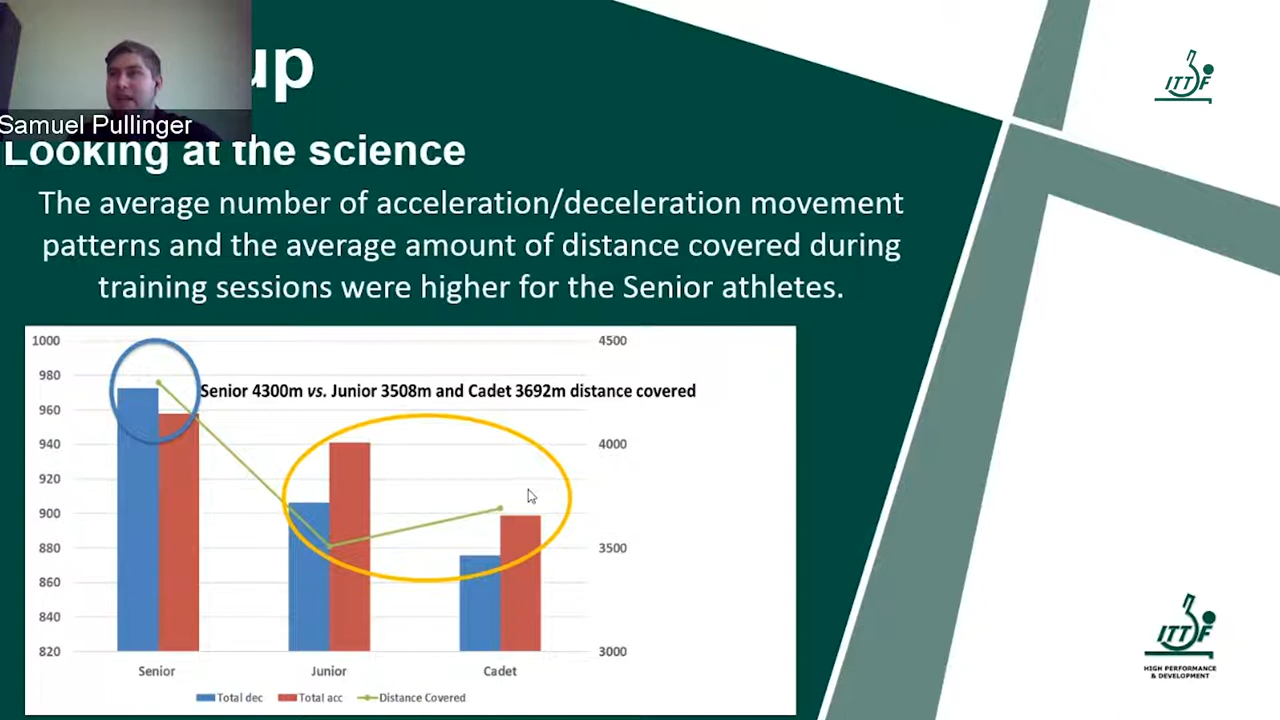 up
Samuel Pullinger
Looking at the science
The average number of acceleration/deceleration movement
patterns and the average amount of distance covered during
training sessions were higher for the Senior athletes.
1000
980
960
940
920
900
880
860
840
820
Senior 4300m vs. Junior 3508m and Cadet 3692m distance covered
4500
4000
3500
3000
Senior Junior Cadet
Total dec Total acc Distance Covered
ITTF
ITTF
HIGH PERFORMANCE
& DEVELOPMENT